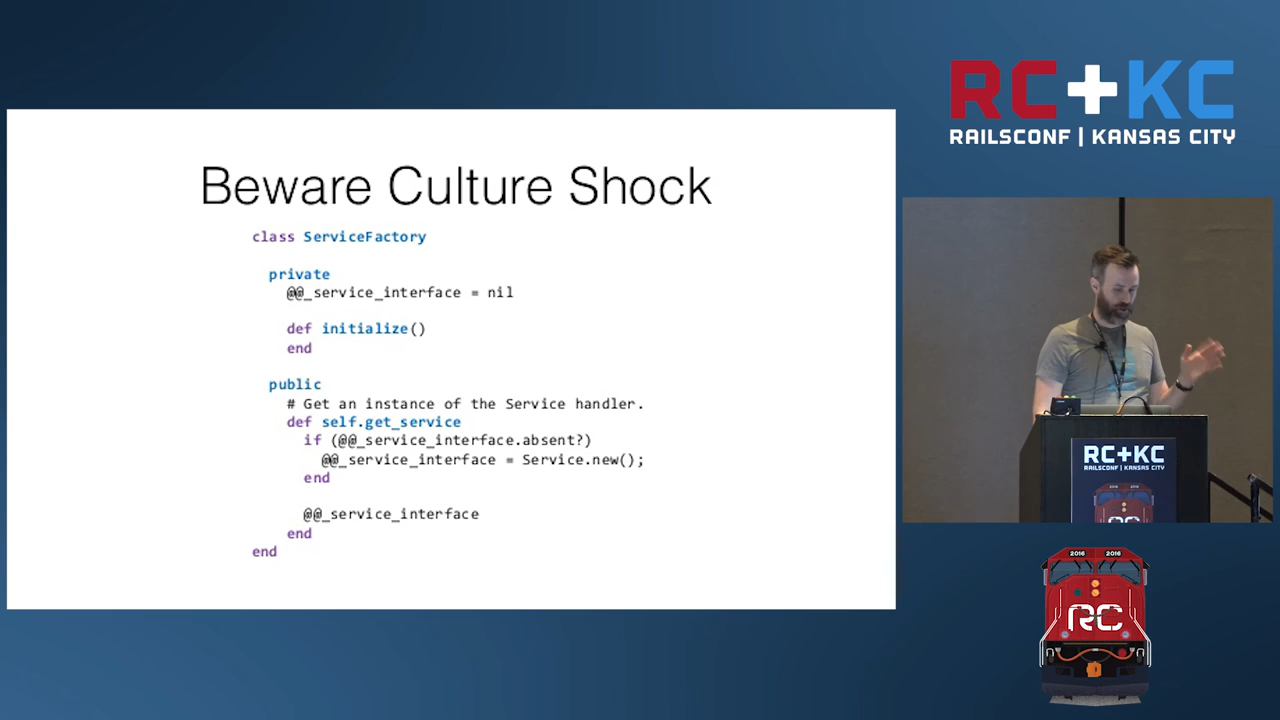 Beware Culture Shock
class ServiceFactory
private
@@_service_interface = nil
def initialize()
end
public
# Get an instance of the Service handler.
def self.get_service
if (@@_service_interface.absent?)
@@_service_interface = Service.new();
end
@@_service_interface
end
end
RC+KC
RAILSCONF | KANSAS CITY
RC+KC
RAILSCONF | KANSAS CITY
2016 2016
RC